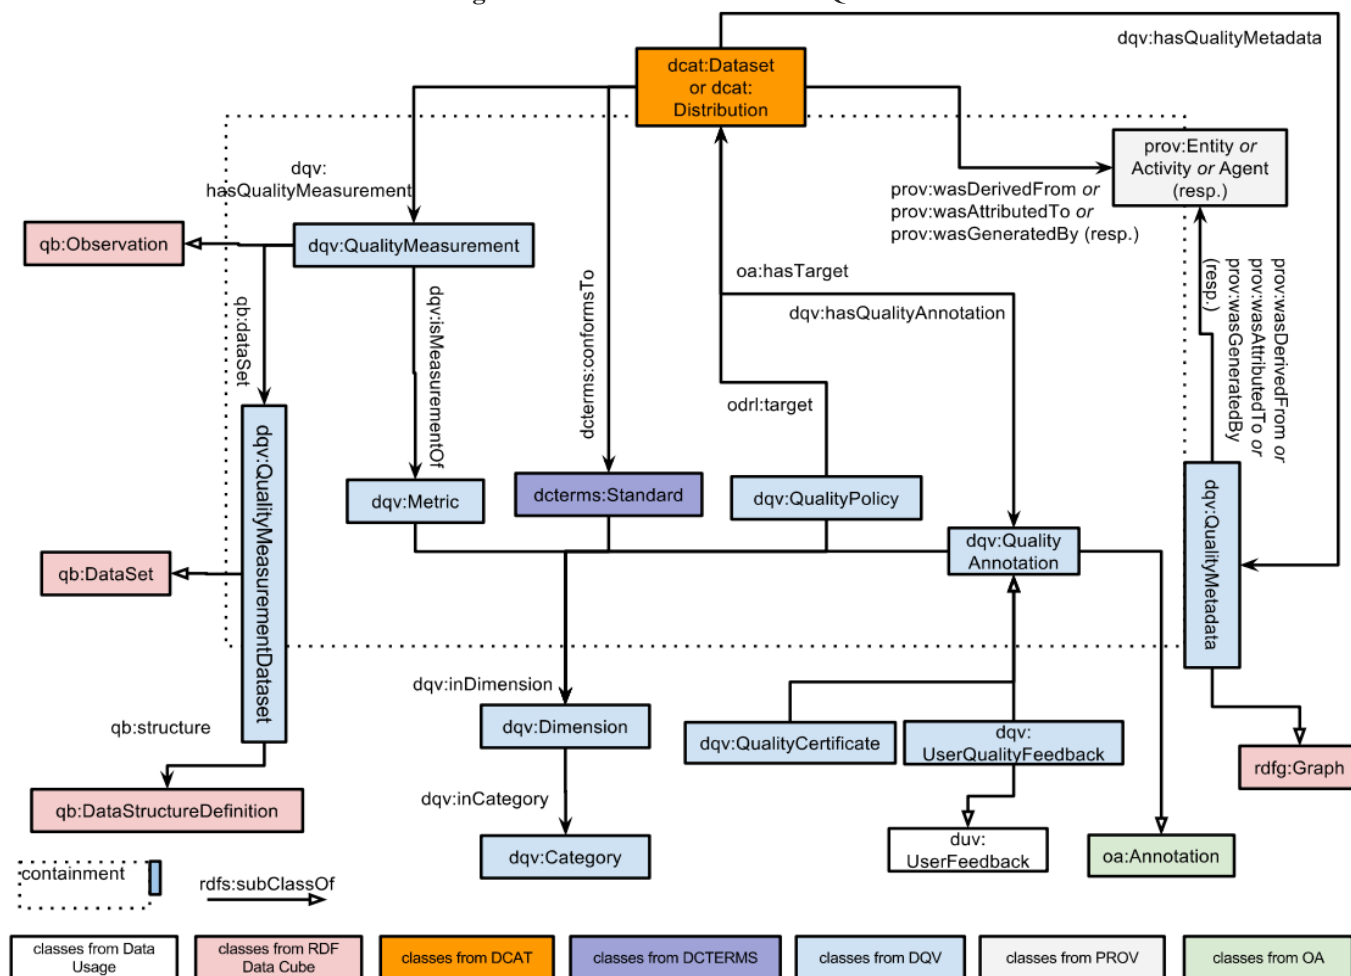 dqv:hasQualityMetadata
dcat:Dataset
or dcat:
Distribution
prov:Entity or
Activity or Agent
(resp.)
dqv:
hasQualityMeasurement
prov:wasDerivedFrom or
prov:wasAttributedTo or
prov:wasGeneratedBy (resp.)
qb:Observation
dqv:QualityMeasurement
oa:hasTarget
dqv:hasQualityAnnotation
prov:wasDerivedFrom or
prov:wasAttributedTo or
prov:wasGeneratedBy
(resp.)
qb:dataSet
dqv:isMeasurementOf
dcterms:conformsTo
odrl:target
dqv:QualityMeasurementDataset
dqv:Metric
dcterms:Standard
dqv:QualityPolicy
dqv:QualityMetadata
dqv:Quality
Annotation
qb:DataSet
dqv:inDimension
qb:structure
dqv:Dimension
dqv:QualityCertificate
dqv:
UserQualityFeedback
rdfg:Graph
qb:DataStructureDefinition
dqv:inCategory
dqv:Category
duv:
UserFeedback
oa:Annotation
containment
rdfs:subClassOf
classes from Data
Usage
classes from RDF
Data Cube
classes from DCAT
classes from DCTERMS
classes from DQV
classes from PROV
classes from OA